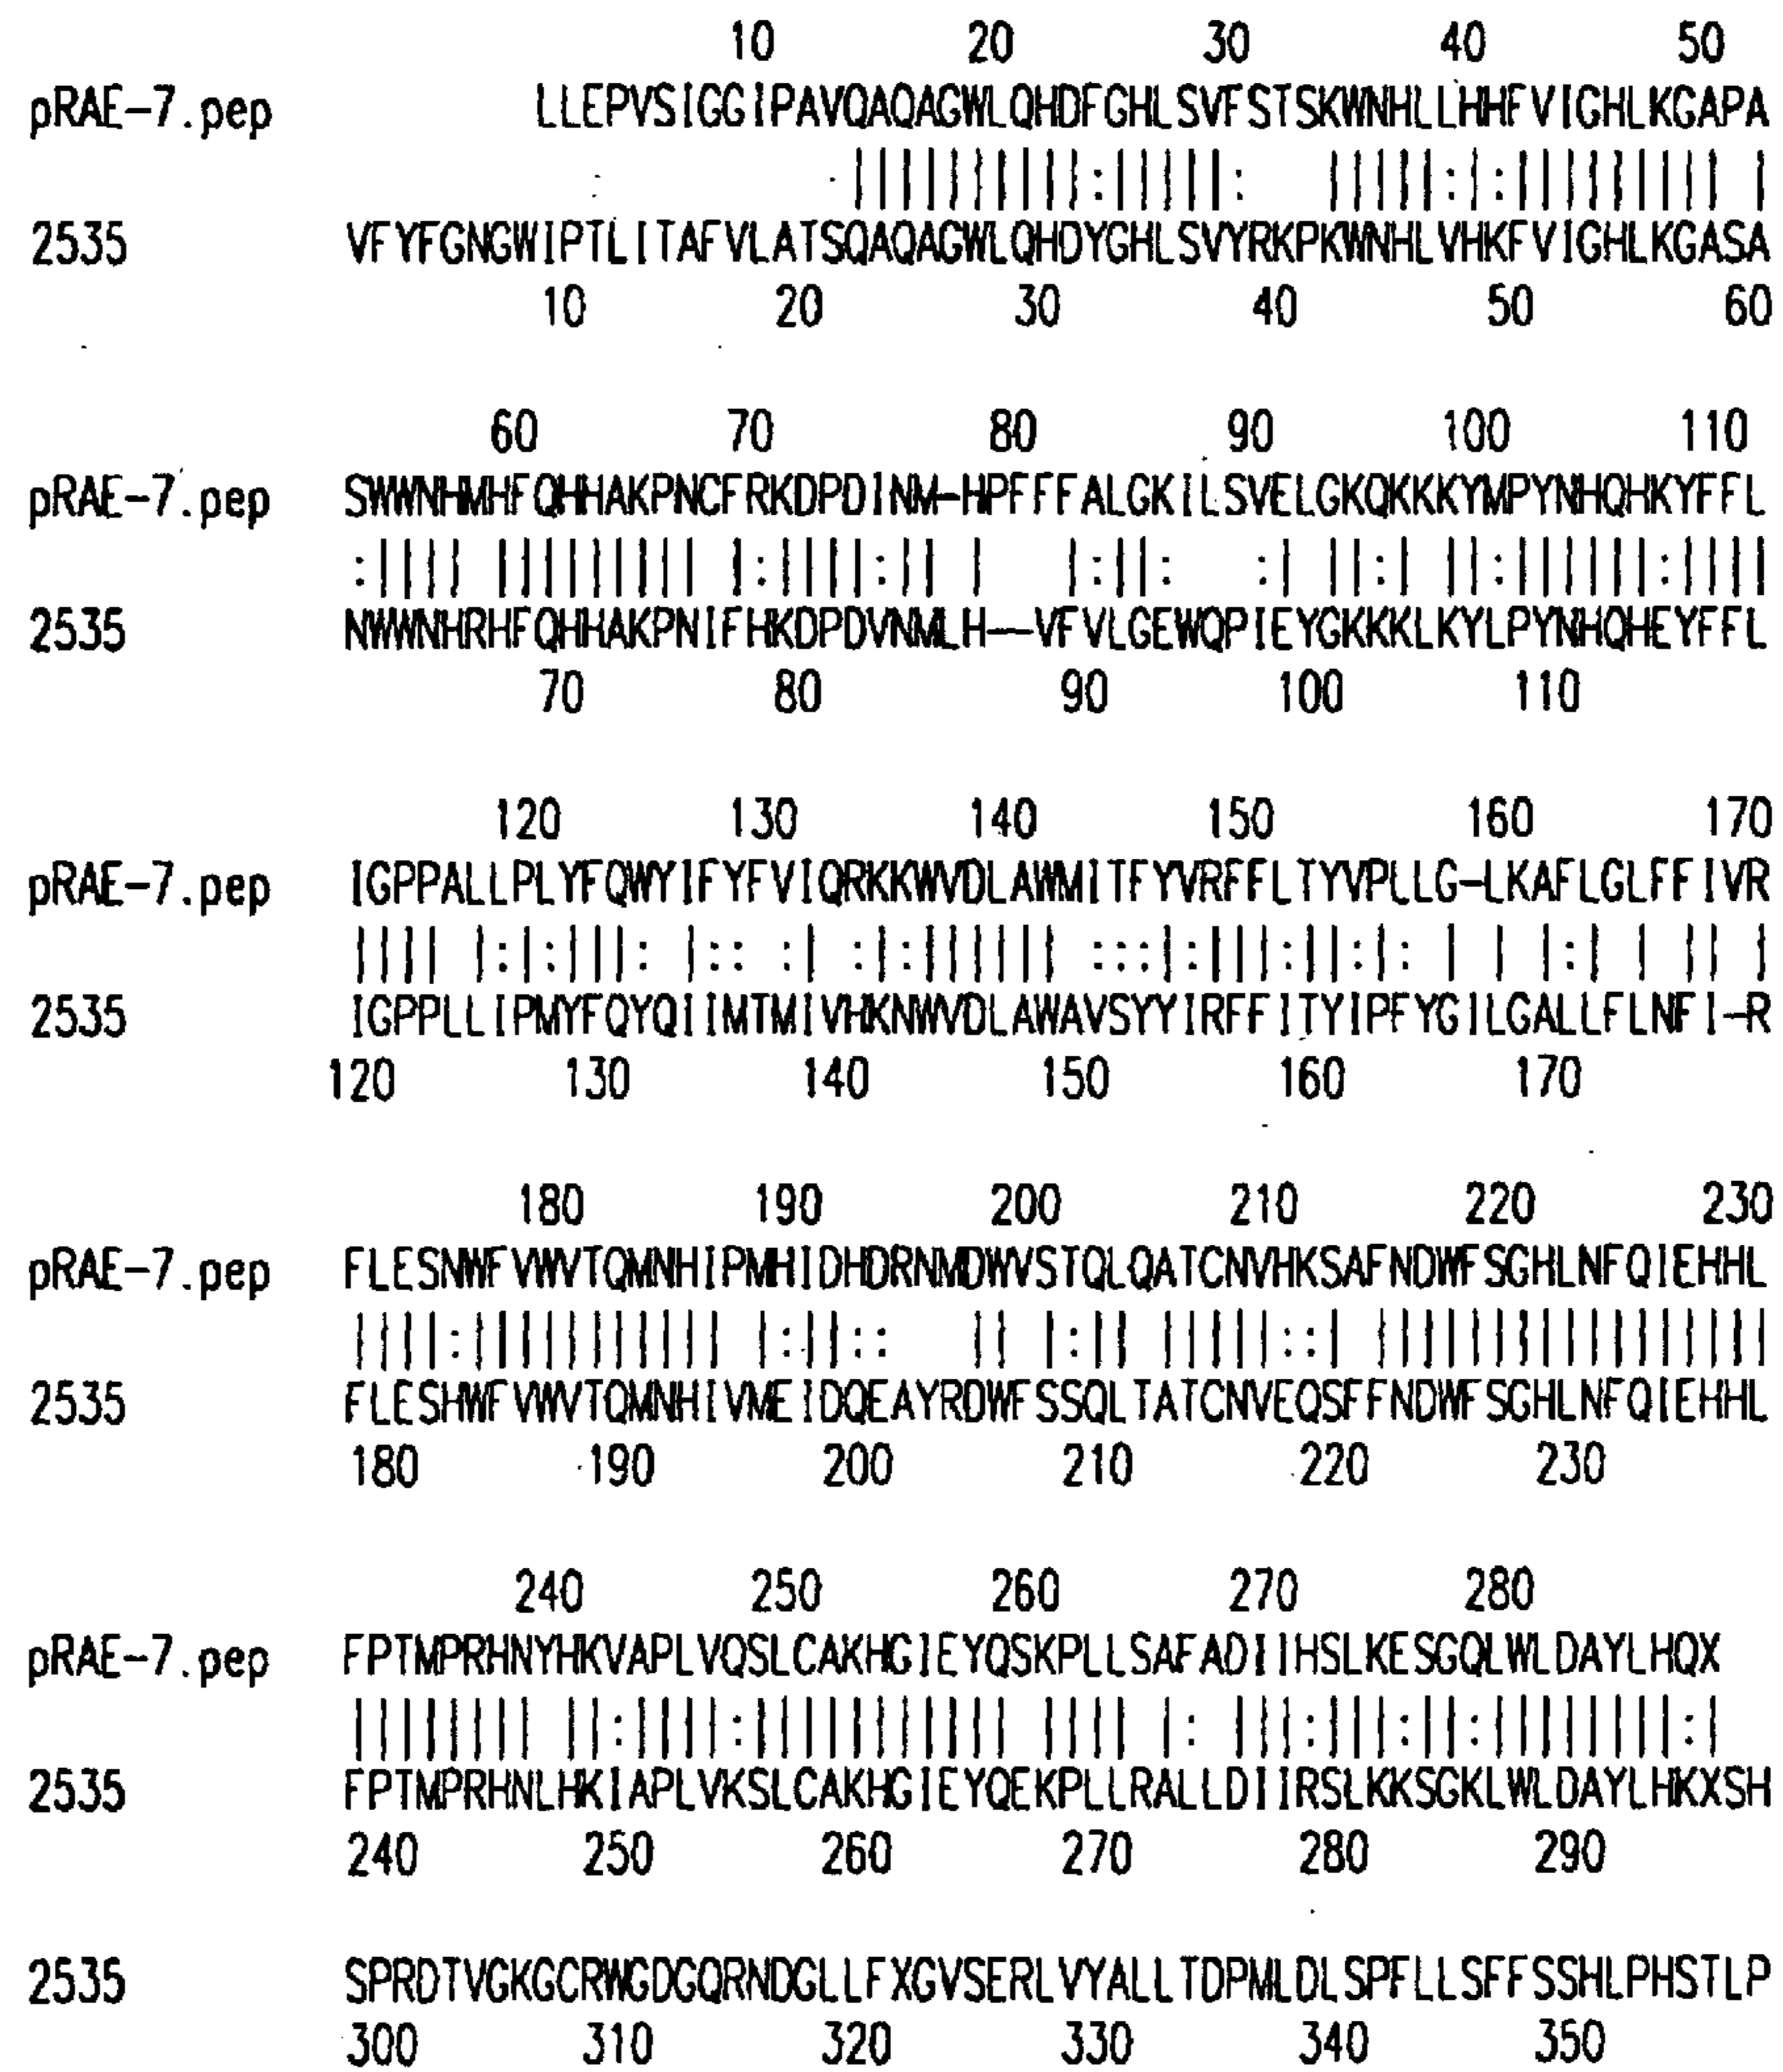 10 20 30 40 50
pRAE-7.pep LLEPVSIGGIPAVQAQAGWLQHDFGHLSVFSTSKWNHLLHHFVIGHLKGAPA
||||||||||:|||||: |||||:|:||||||||| |
2535 VFYFGNGWIPTLITAFVLATSQAQAGWLQHDYGHLSVYRKPKWNHLVHKFVIGHLKGASA
10 20 30 40 50 60
60 70 80 90 100 110
pRAE-7.pep SWWNHMHFQHHAKPNCFRKDPDINM-HPFFFALGKILSVELGKQKKKYMPYNHQHKYFFL
:|||| ||||||||| |:||||:|| | |:||: :| ||:| ||:||||||:||||
2535 NWWNHRHFQHHAKPNIFHKDPDVNMLH--VFVLGEWQPIEYGKKKLKYLPYNHQHEYFFL
70 80 90 100 110
120 130 140 150 160 170
pRAE-7.pep IGPPALLPLYFQWYIFYFVIQRKKWVDLAWMITFYVRFFLTYVPLLG-LKAFLGLFFIVR
|||| |:|:|||: |:: :| :|:|||||| :::|:|||:||:|: | | |:| | || |
2535 IGPPLLIPMYFQYQIIMTMIVHKNWVDLAWAVSYYIRFFITYIPFYGILGALLFLNFI-R
120 130 140 150 160 170
180 190 200 210 220 230
pRAE-7.pep FLESNWFVWVTQMNHIPMHIDHDRNMDWVSTQLQATCNVHKSAFNDWFSGHLNFQIEHHL
||||:||||||||||| |:||:: || |:|| |||||::| |||||||||||||||||
2535 FLESHWFVWVTQMNHIVMEIDQEAYRDWFSSQLTATCNVEQSFFNDWFSGHLNFQIEHHL
180 190 200 210 220 230
240 250 260 270 280
pRAE-7.pep FPTMPRHNYHKVAPLVQSLCAKHGIEYQSKPLLSAFADIIHSLKESGQLWLDAYLHQX
|||||||| ||:||||:||||||||||| |||| |: |||:|||:||:||||||||:|
2535 FPTMPRHNLHKIAPLVKSLCAKHGIEYQEKPLLRALLDIIRSLKKSGKLWLDAYLHKXSH
240 250 260 270 280 290
2535 SPRDTVGKGCRWGDGQRNDGLLFXGVSERLVYALLTDPMLDLSPFLLSFFSSHLPHSTLP
300 310 320 330 340 350